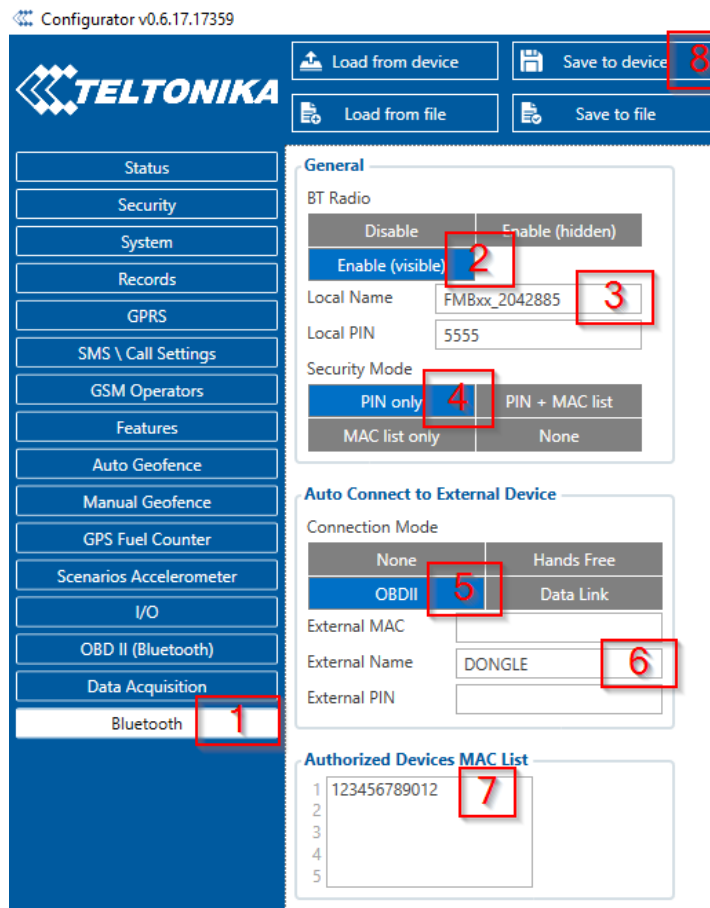 Configurator v0.6.17.17359
TELTONIKA
Load from device
Save to device
8
Load from file
Save to file
Status
Security
System
Records
GPRS
SMS \ Call Settings
GSM Operators
Features
Auto Geofence
Manual Geofence
GPS Fuel Counter
Scenarios Accelerometer
I/O
OBD II (Bluetooth)
Data Acquisition
Bluetooth 1
General
BT Radio
Disable Enable (hidden)
Enable (visible) 2
Local Name FMBxx_2042885 3
Local PIN 5555
Security Mode
PIN only 4 PIN + MAC list
MAC list only None
Auto Connect to External Device
Connection Mode
None Hands Free
OBDII 5 Data Link
External MAC
External Name DONGLE 6
External PIN
Authorized Devices MAC List
1 123456789012 7
2
3
4
5